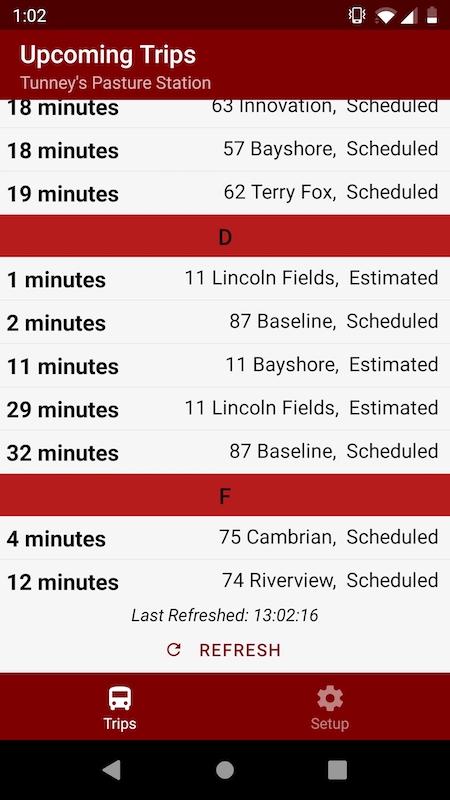 1:02
Upcoming Trips
Tunney's Pasture Station
18 minutes 63 Innovation, Scheduled
18 minutes 57 Bayshore, Scheduled
19 minutes 62 Terry Fox, Scheduled
D
1 minutes 11 Lincoln Fields, Estimated
2 minutes 87 Baseline, Scheduled
11 minutes 11 Bayshore, Estimated
29 minutes 11 Lincoln Fields, Estimated
32 minutes 87 Baseline, Scheduled
F
4 minutes 75 Cambrian, Scheduled
12 minutes 74 Riverview, Scheduled
Last Refreshed: 13:02:16
REFRESH
Trips Setup